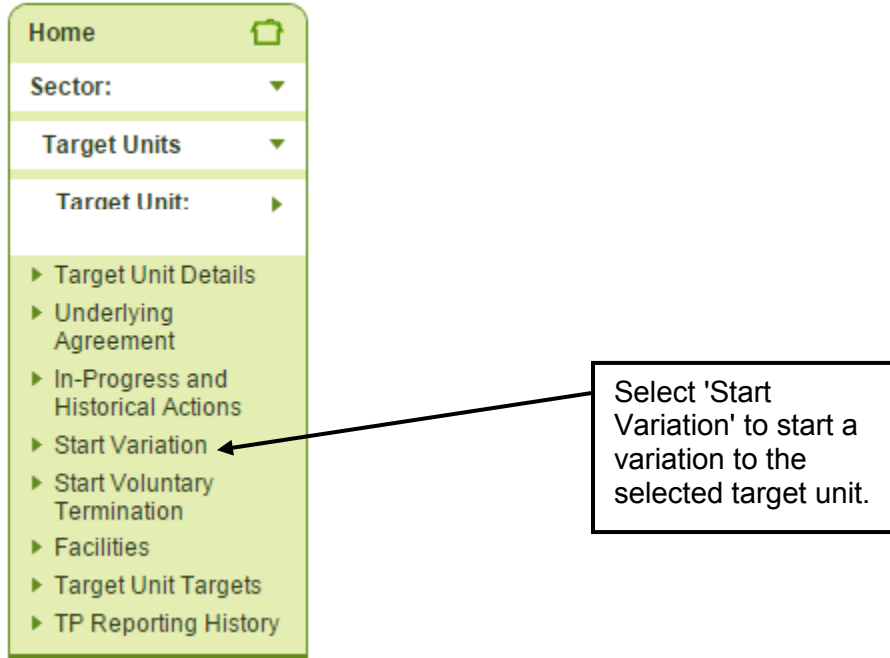 Home
Sector:
Target Units
Target Unit:
Target Unit Details
Underlying
Agreement
In-Progress and
Historical Actions
Start Variation
Start Voluntary
Termination
Facilities
Target Unit Targets
TP Reporting History
Select 'Start
Variation' to start a
variation to the
selected target unit.